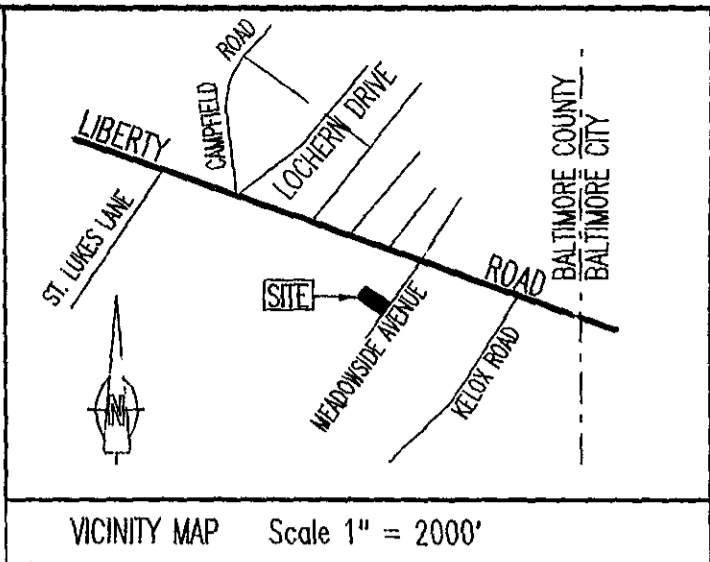 CAMPFIELD ROAD
LOCHERN DRIVE
LIBERTY ROAD
ST. LUKES LANE
SITE
MEADOWSIDE AVENUE
KELOX ROAD
BALTIMORE COUNTY
BALTIMORE CITY
N
VICINITY MAP Scale 1" = 2000'